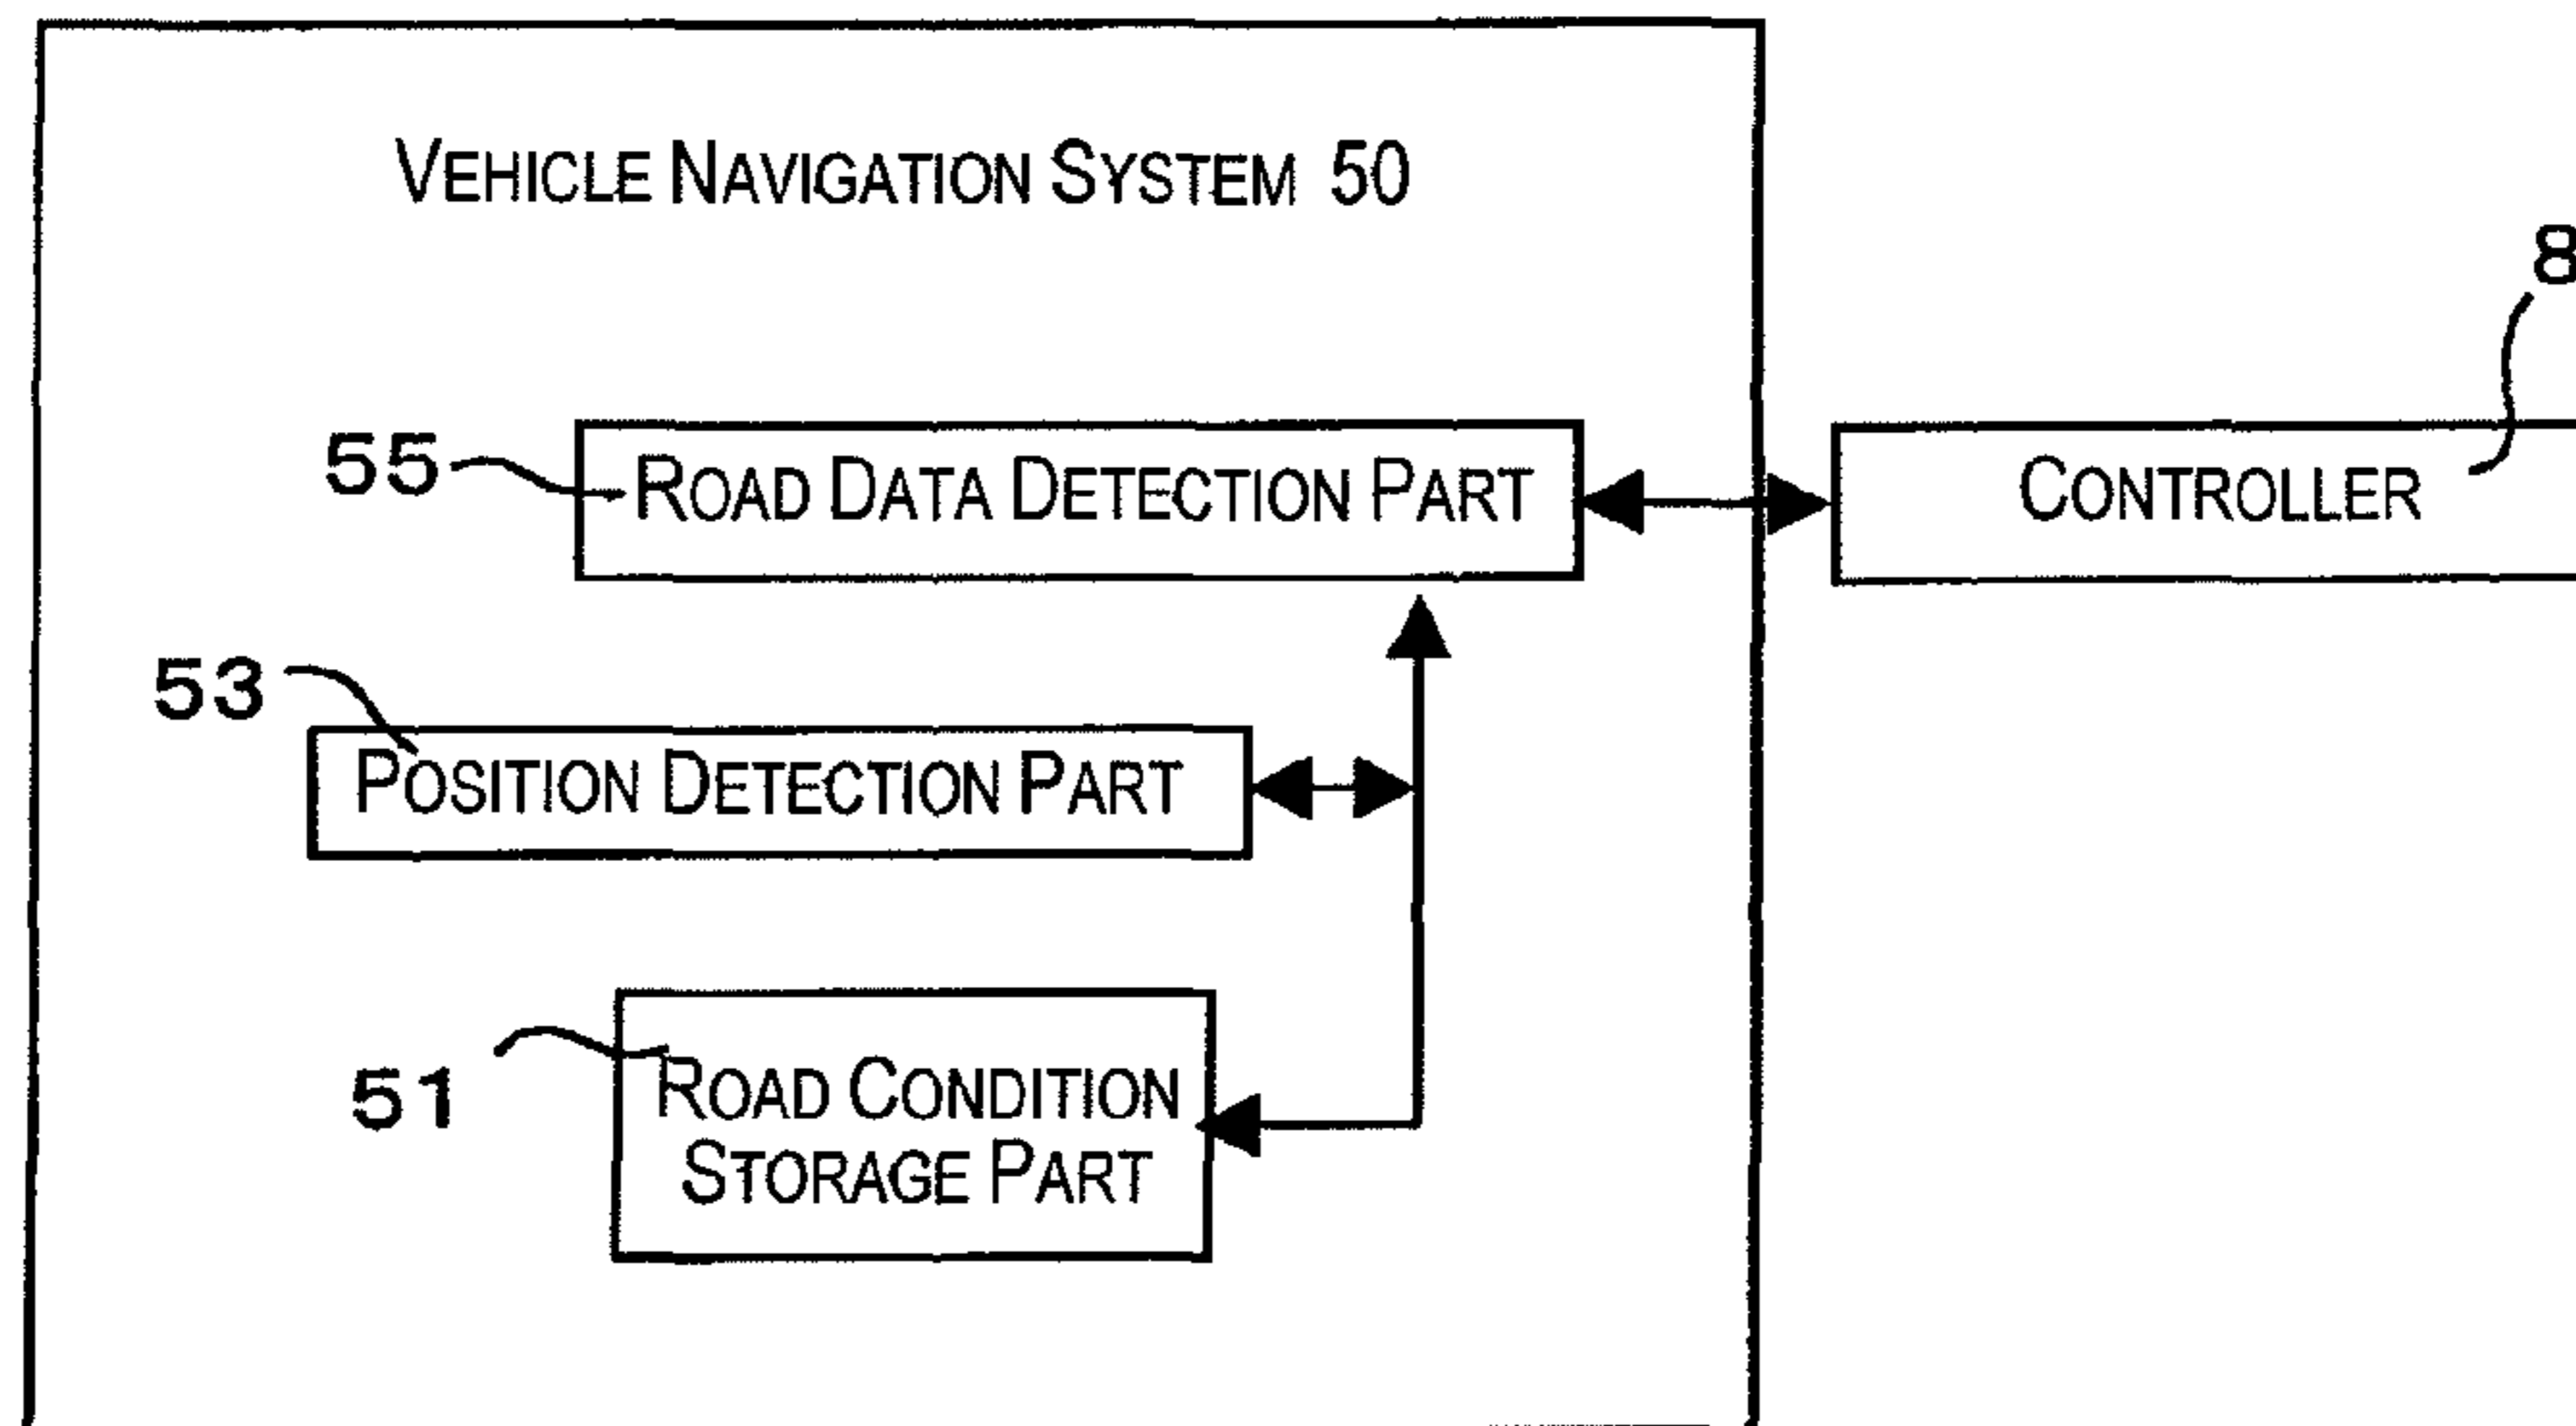 VEHICLE NAVIGATION SYSTEM 50
8
55
ROAD DATA DETECTION PART
CONTROLLER
53
POSITION DETECTION PART
51
ROAD CONDITION
STORAGE PART